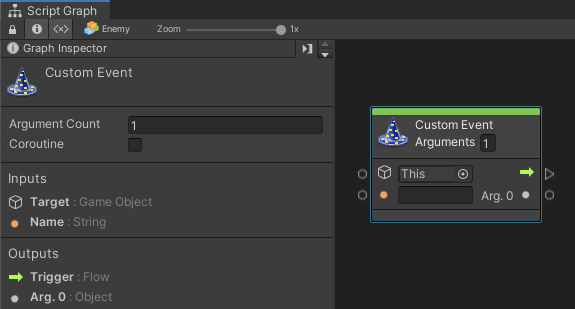 Script Graph
<×> Enemy Zoom 1x
Graph Inspector
Custom Event
Argument Count 1
Coroutine
Inputs
Target : Game Object
Name : String
Outputs
Trigger : Flow
Arg. 0 : Object
Custom Event
Arguments 1
This
Arg. 0